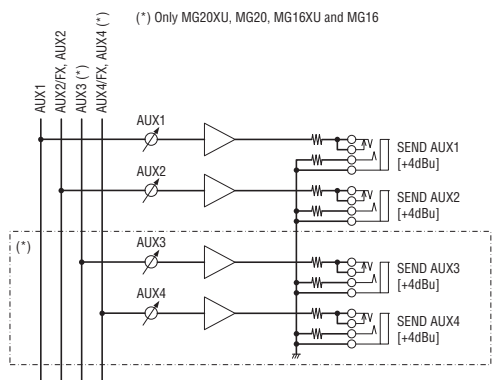 (*) Only MG20XU, MG20, MG16XU and MG16
AUX1
AUX2/FX, AUX2
AUX3 (*)
AUX4/FX, AUX4 (*)
AUX1
SEND AUX1
[+4dBu]
AUX2
SEND AUX2
[+4dBu]
(*)
AUX3
SEND AUX3
[+4dBu]
AUX4
SEND AUX4
[+4dBu]